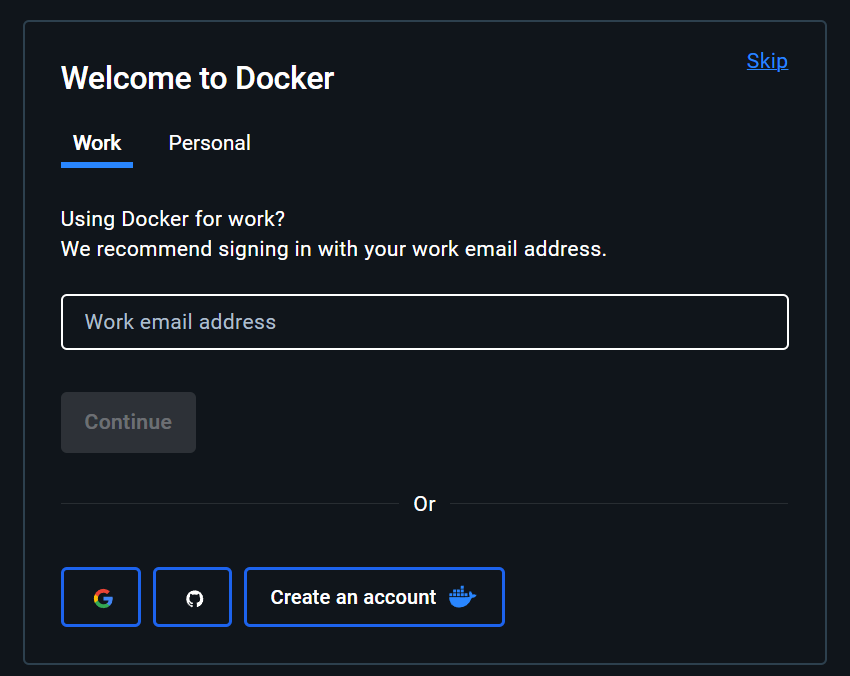 Welcome to Docker
Skip
Work
Personal
Using Docker for work?
We recommend signing in with your work email address.
Work email address
Continue
Or
Create an account